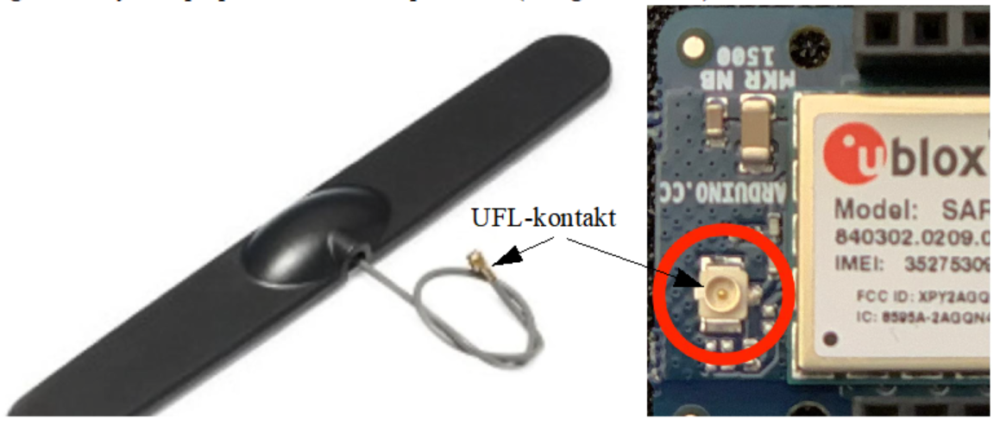 UFL-kontakt
MKR NB
1500
ARDUINO.CC
ublox
Model: SAR
840302.0209.0
IMEI: 35275309
FCC ID: XPY2AGQ
IC: 8595A-2AGQN4